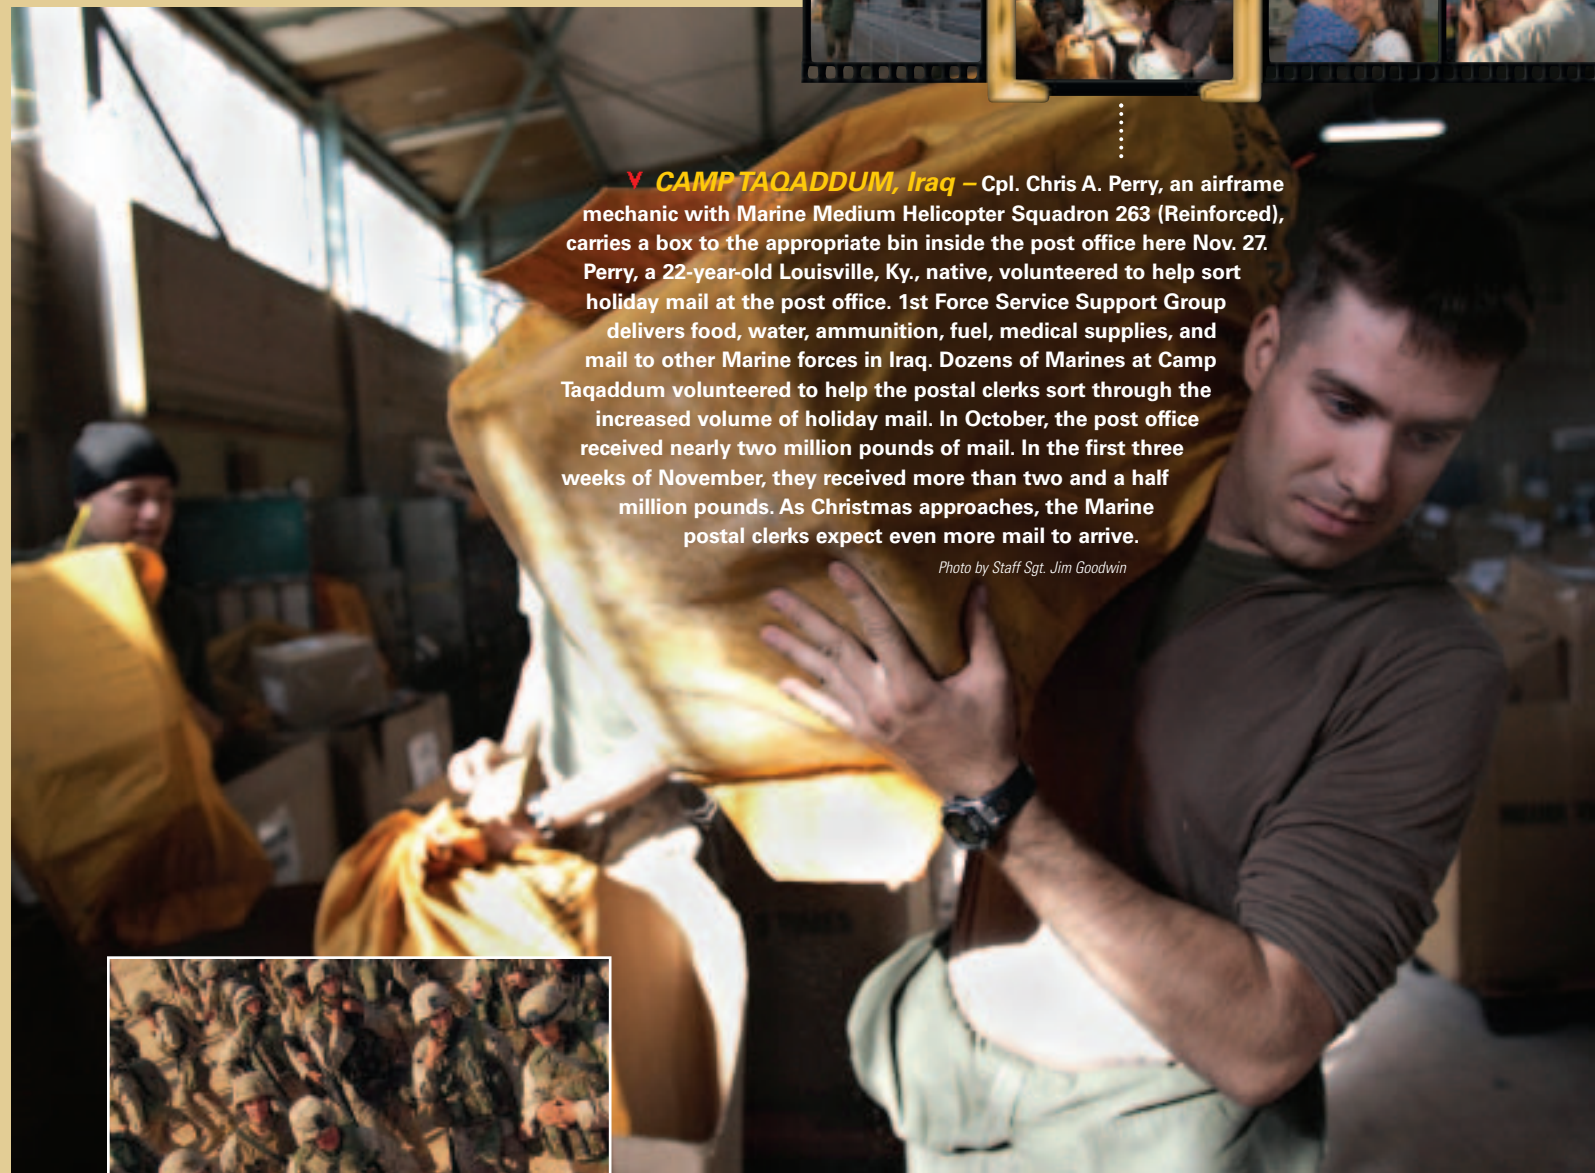 CAMP TAQADDUM, Iraq – Cpl. Chris A. Perry, an airframe
mechanic with Marine Medium Helicopter Squadron 263 (Reinforced),
carries a box to the appropriate bin inside the post office here Nov. 27.
Perry, a 22-year-old Louisville, Ky., native, volunteered to help sort
holiday mail at the post office. 1st Force Service Support Group
delivers food, water, ammunition, fuel, medical supplies, and
mail to other Marine forces in Iraq. Dozens of Marines at Camp
Taqaddum volunteered to help the postal clerks sort through the
increased volume of holiday mail. In October, the post office
received nearly two million pounds of mail. In the first three
weeks of November, they received more than two and a half
million pounds. As Christmas approaches, the Marine
postal clerks expect even more mail to arrive.
Photo by Staff Sgt. Jim Goodwin